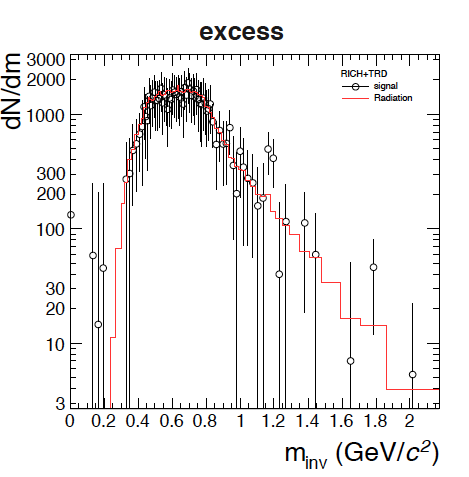 excess
dN/dm
3000
2000
1000
300
200
100
30
20
10
3
RICH+TRD
signal
Radiation
0 0.2 0.4 0.6 0.8 1 1.2 1.4 1.6 1.8 2
m_inv (GeV/c²)